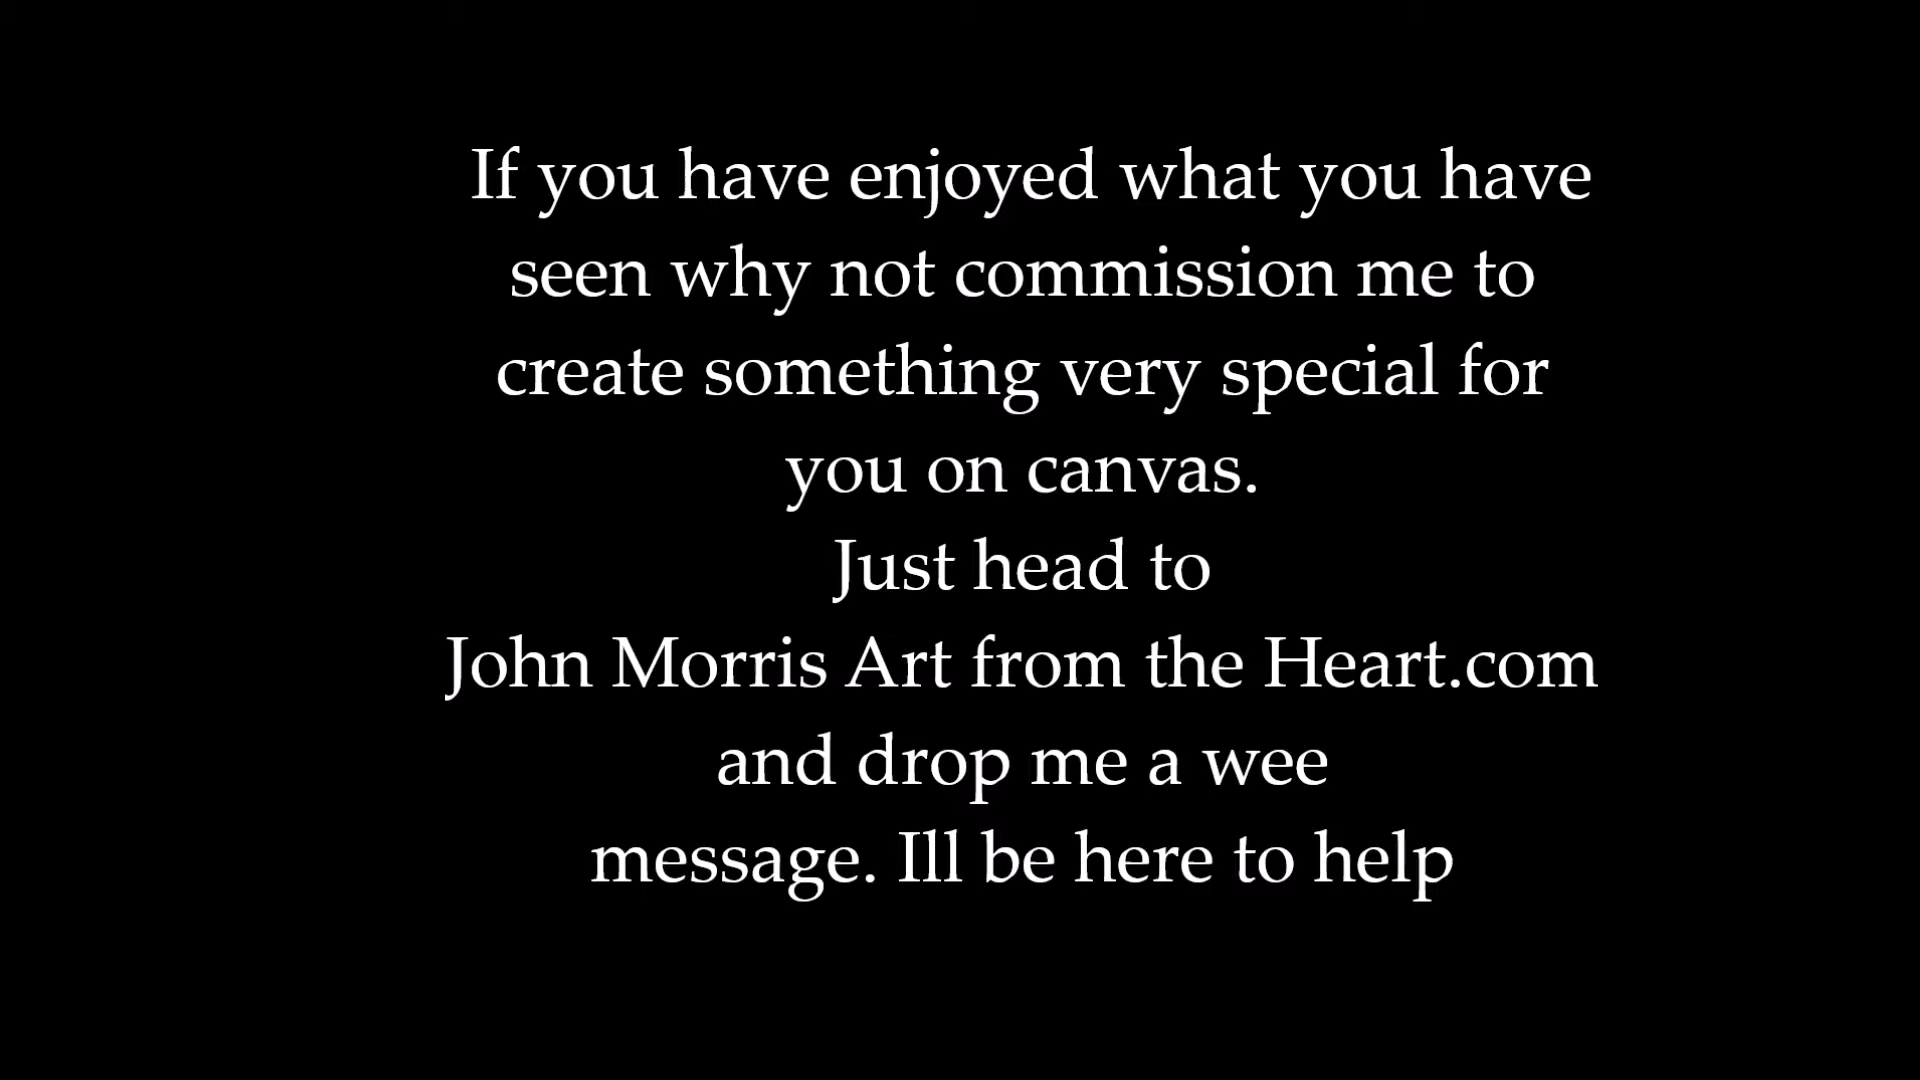 If you have enjoyed what you have
seen why not commission me to
create something very special for
you on canvas.
Just head to
John Morris Art from the Heart.com
and drop me a wee
message. Ill be here to help